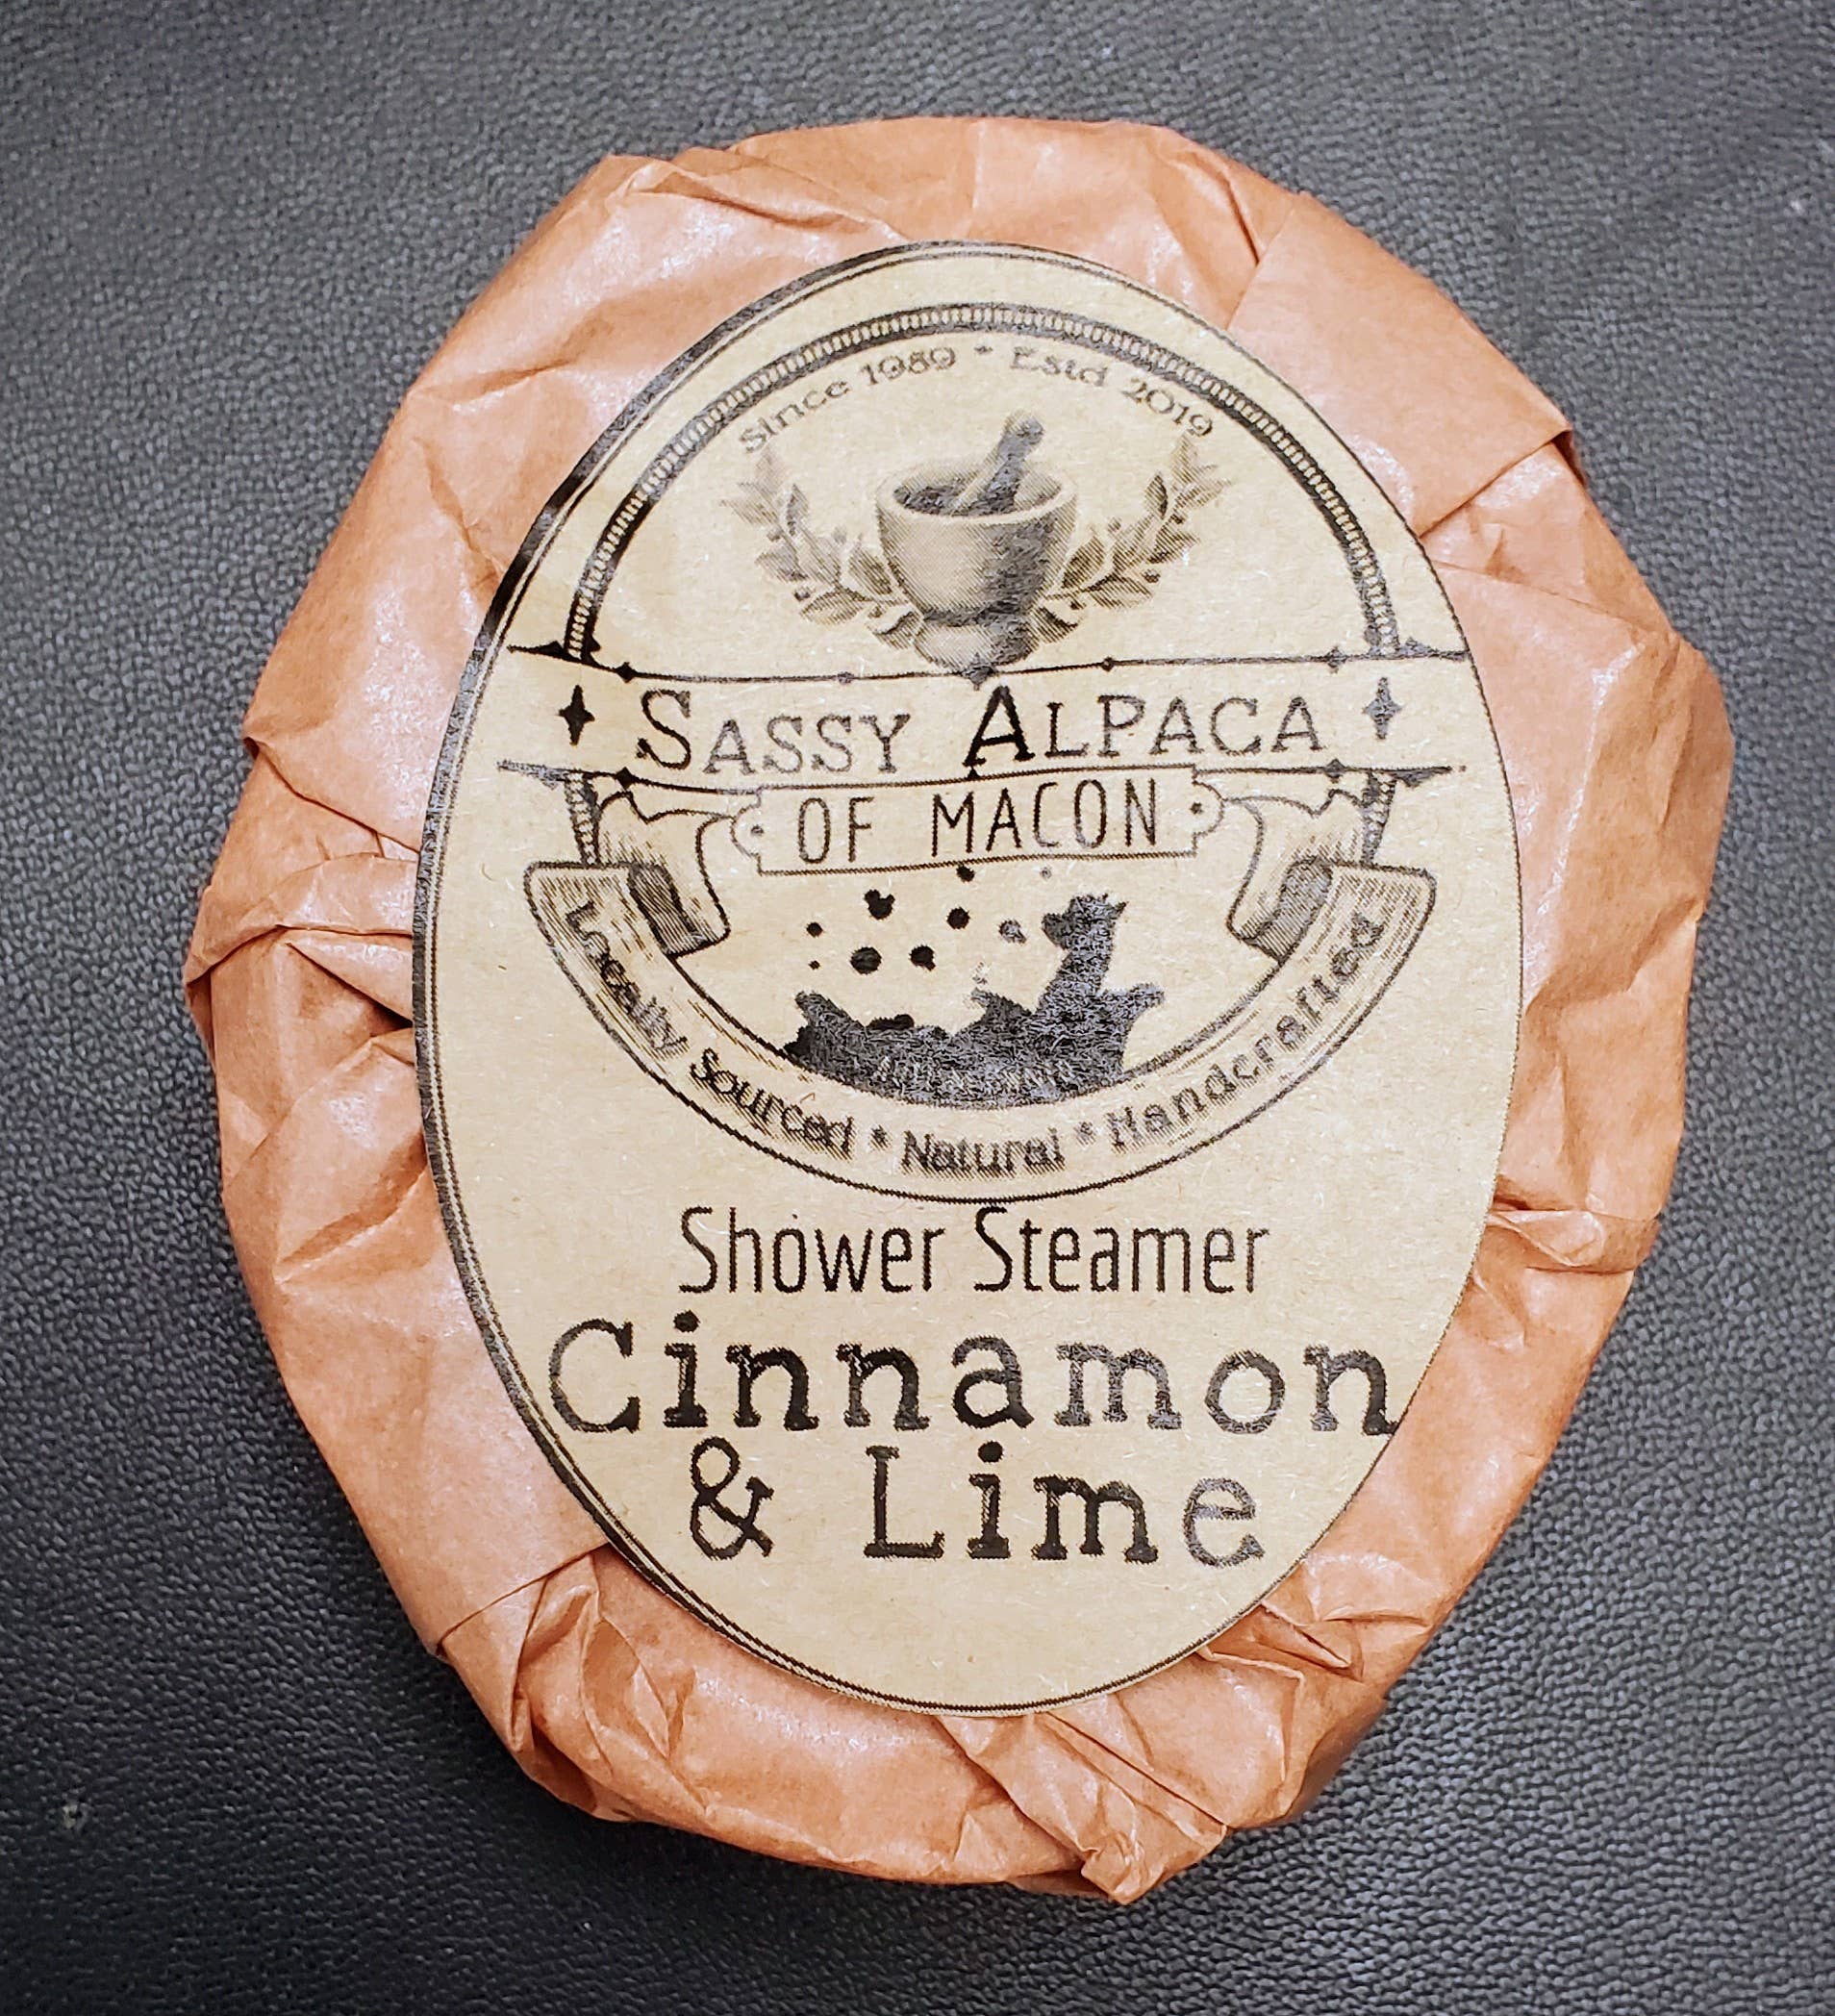 Since 1989 * Estd 2019
SASSY ALPACA
OF MACON
Locally Sourced * Natural * Handcrafted
Shower Steamer
Cinnamon
& Lime